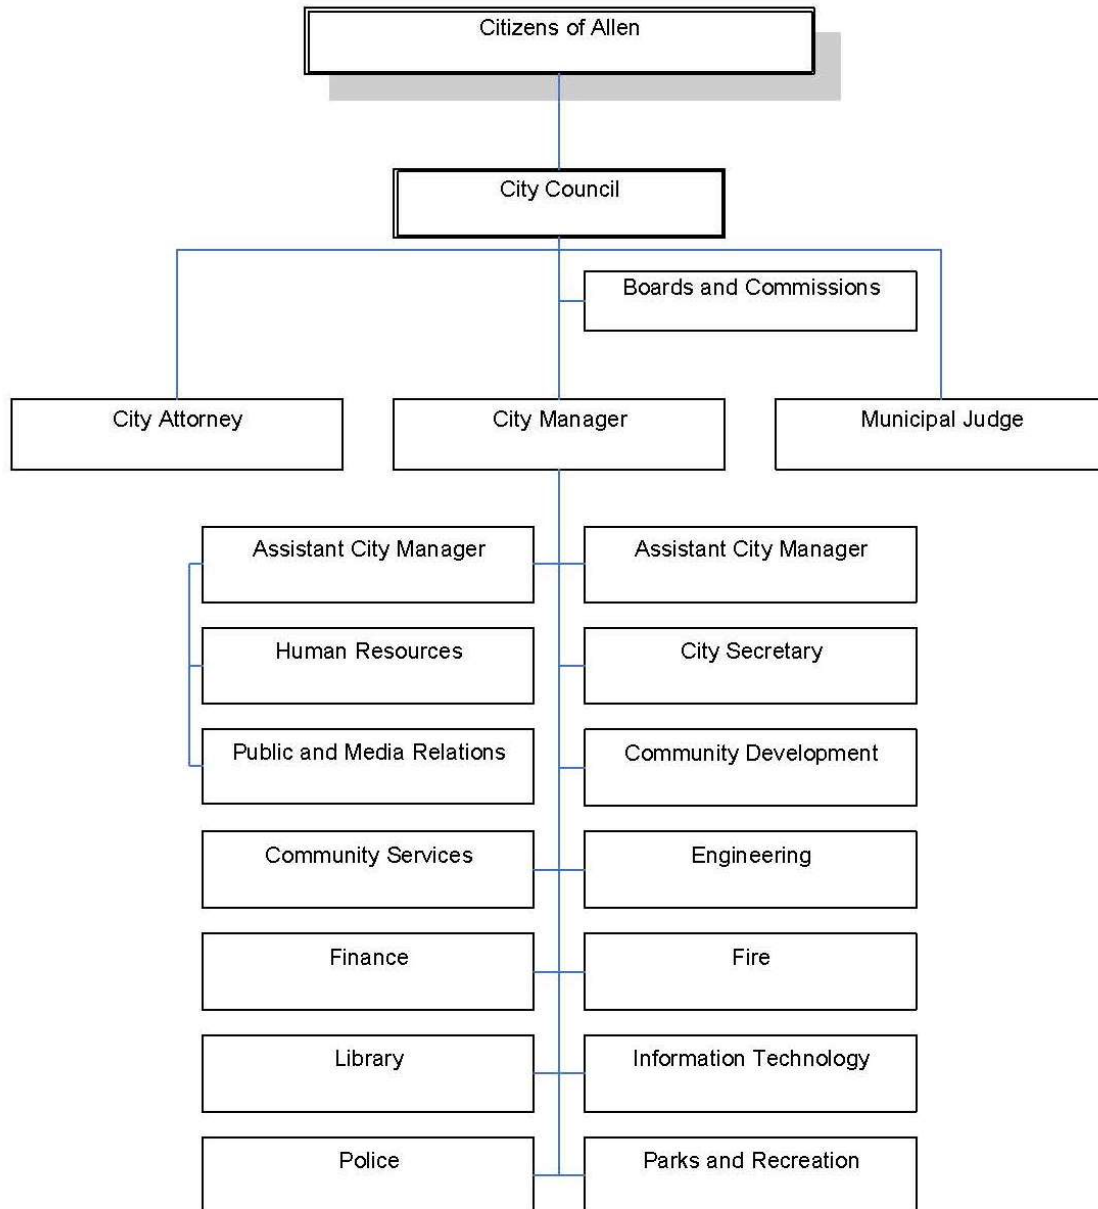 Citizens of Allen
City Council
Boards and Commissions
City Attorney
City Manager
Municipal Judge
Assistant City Manager
Assistant City Manager
Human Resources
City Secretary
Public and Media Relations
Community Development
Community Services
Engineering
Finance
Fire
Library
Information Technology
Police
Parks and Recreation